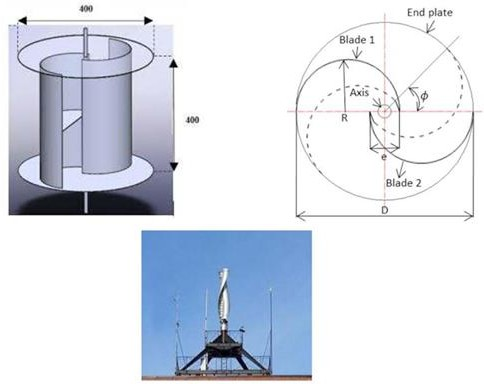 400
400
End plate
Blade 1
Axis
ϕ
R
e
Blade 2
D